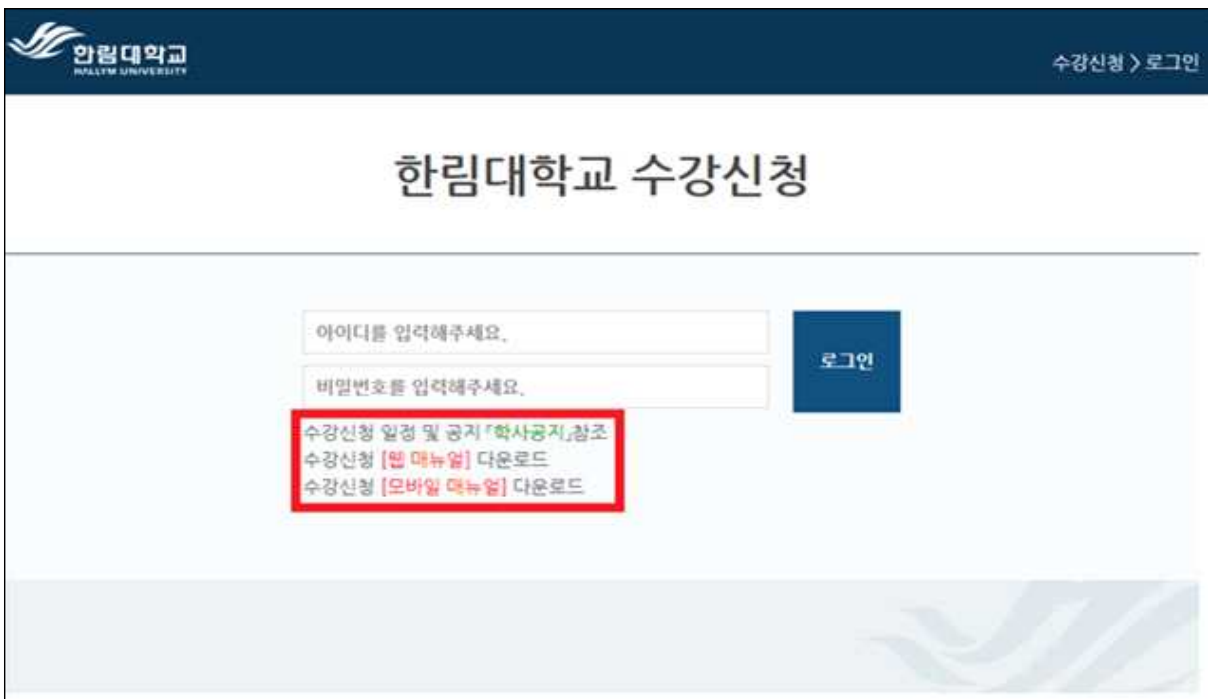 한림대학교
HALLYM UNIVERSITY
수강신청 > 로그인
한림대학교 수강신청
아이디를 입력해주세요.
비밀번호를 입력해주세요.
로그인
수강신청 일정 및 공지「학사공지」참조
수강신청 [웹 매뉴얼] 다운로드
수강신청 [모바일 매뉴얼] 다운로드